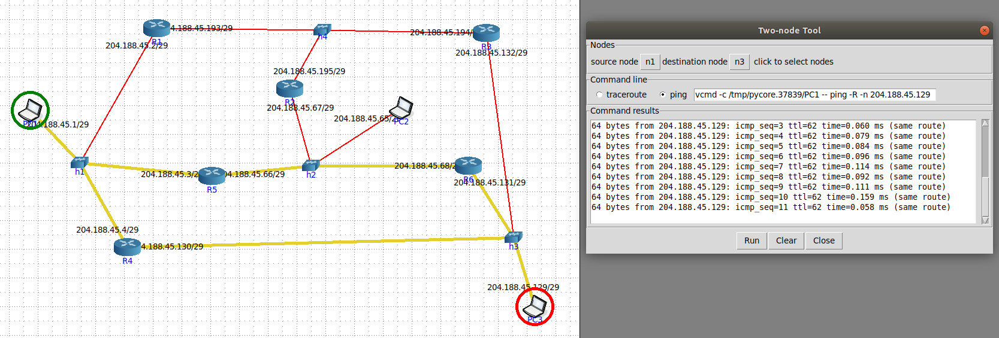 4.188.45.193/29
R1
204.188.45.2/29
h4
204.188.45.194/
R3
204.188.45.132/29
204.188.45.195/29
R2
204.188.45.67/29
204.188.45.65/2
PC2
204.188.45.1/29
h1
204.188.45.3/2
R5
4.188.45.66/29
h2
204.188.45.68/2
R6
204.188.45.131/29
204.188.45.4/29
R4
4.188.45.130/29
h3
204.188.45.129/29
PC3
Two-node Tool
Nodes
source node n1 destination node n3 click to select nodes
Command line
traceroute ping vcmd -c /tmp/pycore.37839/PC1 -- ping -R -n 204.188.45.129
Command results
64 bytes from 204.188.45.129: icmp_seq=3 ttl=62 time=0.060 ms (same route)
64 bytes from 204.188.45.129: icmp_seq=4 ttl=62 time=0.079 ms (same route)
64 bytes from 204.188.45.129: icmp_seq=5 ttl=62 time=0.084 ms (same route)
64 bytes from 204.188.45.129: icmp_seq=6 ttl=62 time=0.096 ms (same route)
64 bytes from 204.188.45.129: icmp_seq=7 ttl=62 time=0.114 ms (same route)
64 bytes from 204.188.45.129: icmp_seq=8 ttl=62 time=0.092 ms (same route)
64 bytes from 204.188.45.129: icmp_seq=9 ttl=62 time=0.111 ms (same route)
64 bytes from 204.188.45.129: icmp_seq=10 ttl=62 time=0.159 ms (same route)
64 bytes from 204.188.45.129: icmp_seq=11 ttl=62 time=0.058 ms (same route)
Run Clear Close